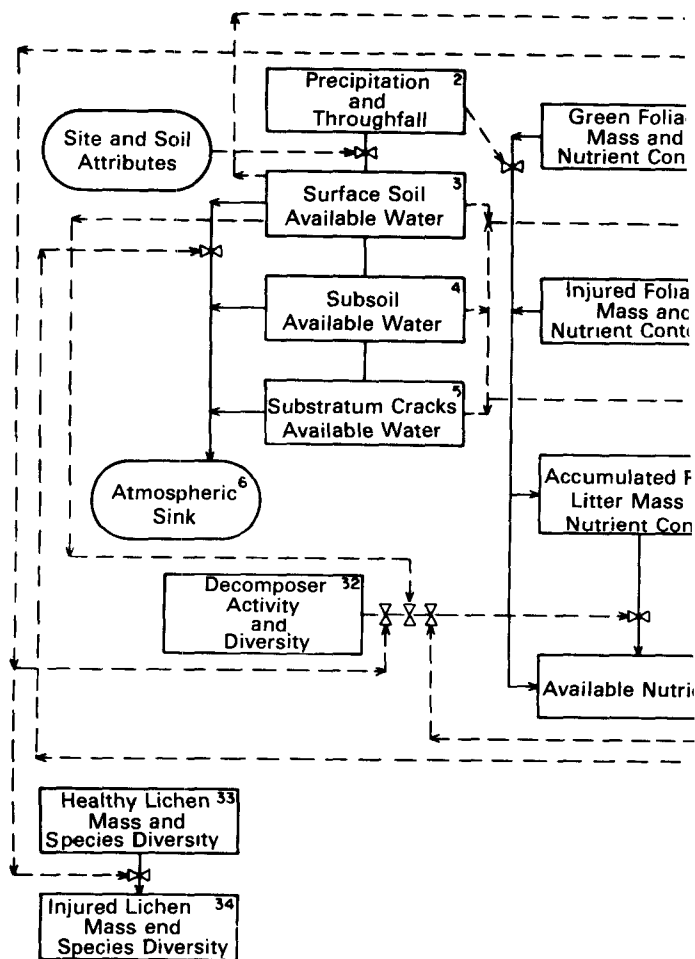 Precipitation 2
and
Throughfall
Site and Soil
Attributes
Green Folia
Mass and
Nutrient Con
Surface Soil 3
Available Water
Subsoil 4
Available Water
Injured Folia
Mass and
Nutrient Conte
Substratum Cracks 5
Available Water
Atmospheric 6
Sink
Accumulated F
Litter Mass
Nutrient Con
Decomposer 32
Activity
and
Diversity
Available Nutrie
Healthy Lichen 33
Mass and
Species Diversity
Injured Lichen 34
Mass end
Species Diversity